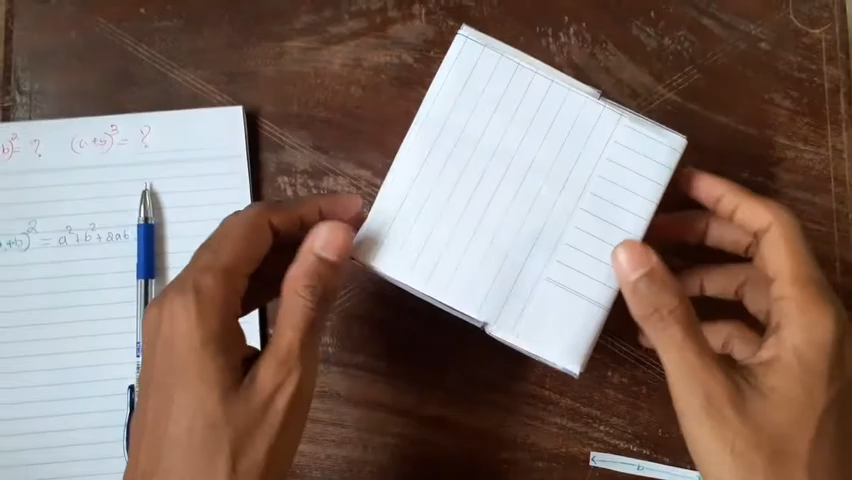 b)² = ? (a+b)³ = ?
a+b)² = a²+b²+2ab
b